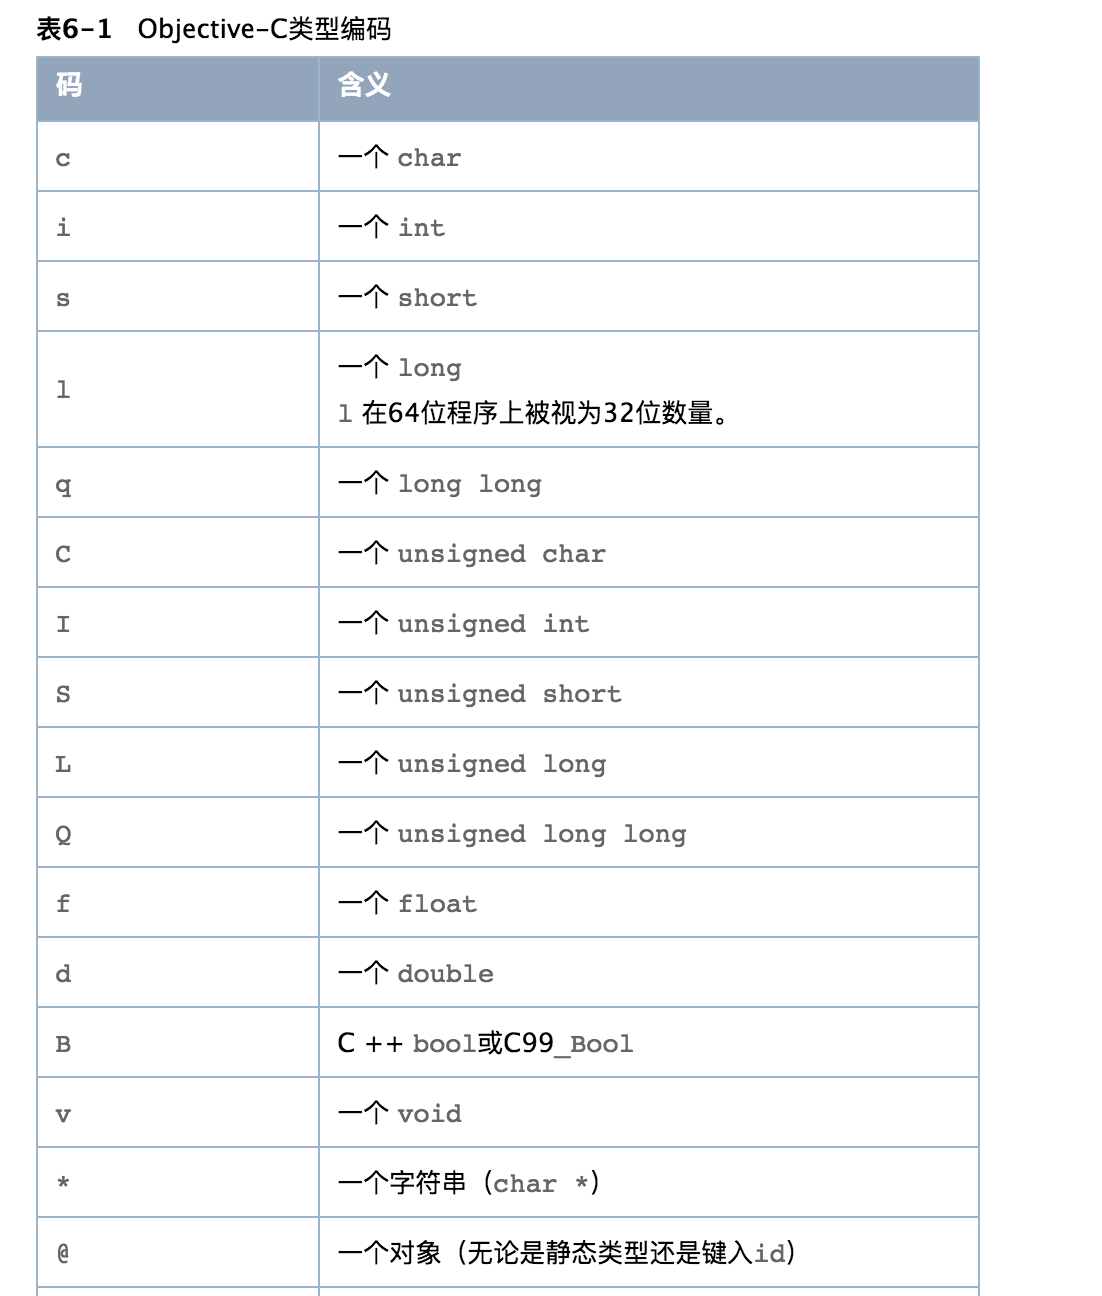 表6-1 Objective-C类型编码
码 含义
c 一个 char
i 一个 int
s 一个 short
l 一个 long
l 在64位程序上被视为32位数量。
q 一个 long long
C 一个 unsigned char
I 一个 unsigned int
S 一个 unsigned short
L 一个 unsigned long
Q 一个 unsigned long long
f 一个 float
d 一个 double
B C ++ bool或C99_Bool
v 一个 void
* 一个字符串（char *）
@ 一个对象（无论是静态类型还是键入id）